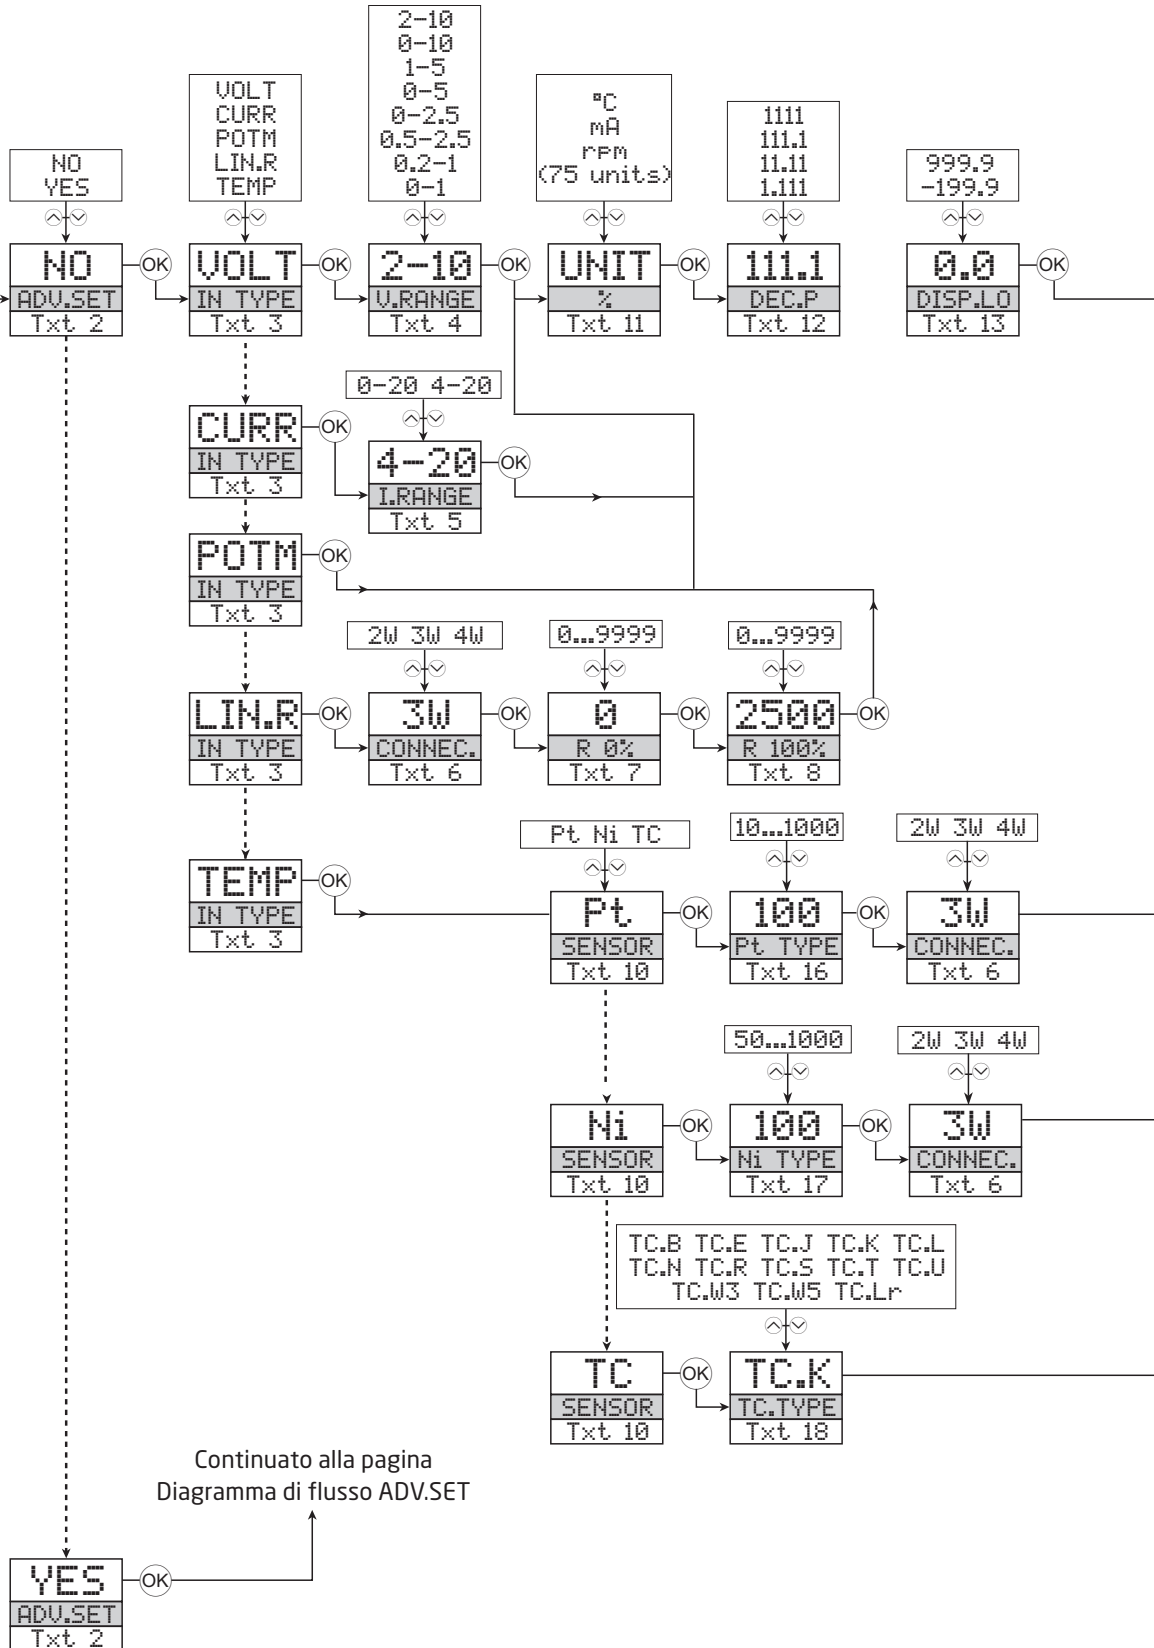 2-10
0-10
1-5
0-5
0-2.5
0.5-2.5
0.2-1
0-1
VOLT
CURR
POTM
LIN.R
TEMP
°C
mA
rpm
(75 units)
1111
111.1
11.11
1.111
NO
YES
999.9
-199.9
NO OK VOLT OK 2-10 OK UNIT OK 111.1 0.0 OK
ADV.SET IN TYPE V.RANGE % DEC.P DISP.LO
Txt 2 Txt 3 Txt 4 Txt 11 Txt 12 Txt 13
0-20 4-20
CURR OK
IN TYPE
Txt 3
4-20 OK
I.RANGE
Txt 5
POTM OK
IN TYPE
Txt 3
2W 3W 4W 0...9999 0...9999
LIN.R OK 3W OK 0 OK 2500 OK
IN TYPE CONNEC. R 0% R 100%
Txt 3 Txt 6 Txt 7 Txt 8
Pt Ni TC 10...1000 2W 3W 4W
TEMP OK
IN TYPE
Txt 3
Pt OK 100 OK 3W
SENSOR Pt TYPE CONNEC.
Txt 10 Txt 16 Txt 6
50...1000 2W 3W 4W
Ni OK 100 OK 3W
SENSOR Ni TYPE CONNEC.
Txt 10 Txt 17 Txt 6
TC.B TC.E TC.J TC.K TC.L
TC.N TC.R TC.S TC.T TC.U
TC.W3 TC.W5 TC.Lr
TC OK TC.K
SENSOR TC.TYPE
Txt 10 Txt 18
Continuato alla pagina
Diagramma di flusso ADV.SET
YES OK
ADV.SET
Txt 2